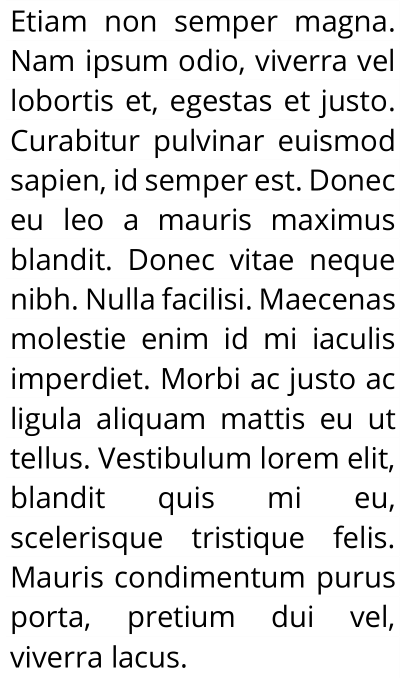 Etiam non semper magna.
Nam ipsum odio, viverra vel
lobortis et, egestas et justo.
Curabitur pulvinar euismod
sapien, id semper est. Donec
eu leo a mauris maximus
blandit. Donec vitae neque
nibh. Nulla facilisi. Maecenas
molestie enim id mi iaculis
imperdiet. Morbi ac justo ac
ligula aliquam mattis eu ut
tellus. Vestibulum lorem elit,
blandit quis mi eu,
scelerisque tristique felis.
Mauris condimentum purus
porta, pretium dui vel,
viverra lacus.